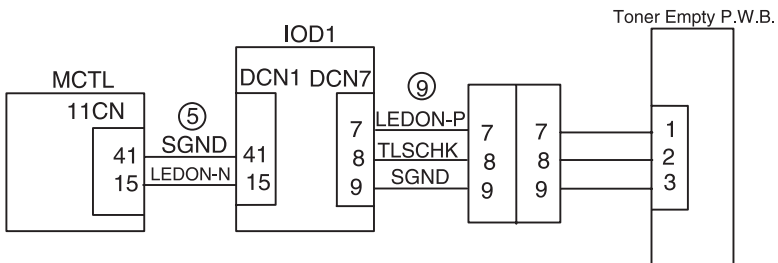 Toner Empty P.W.B.
IOD1
MCTL
DCN1 DCN7
11CN
⑤
⑨
SGND
LEDON-N
41
15
41
15
7
8
9
LEDON-P
TLSCHK
SGND
7
8
9
7
8
9
1
2
3